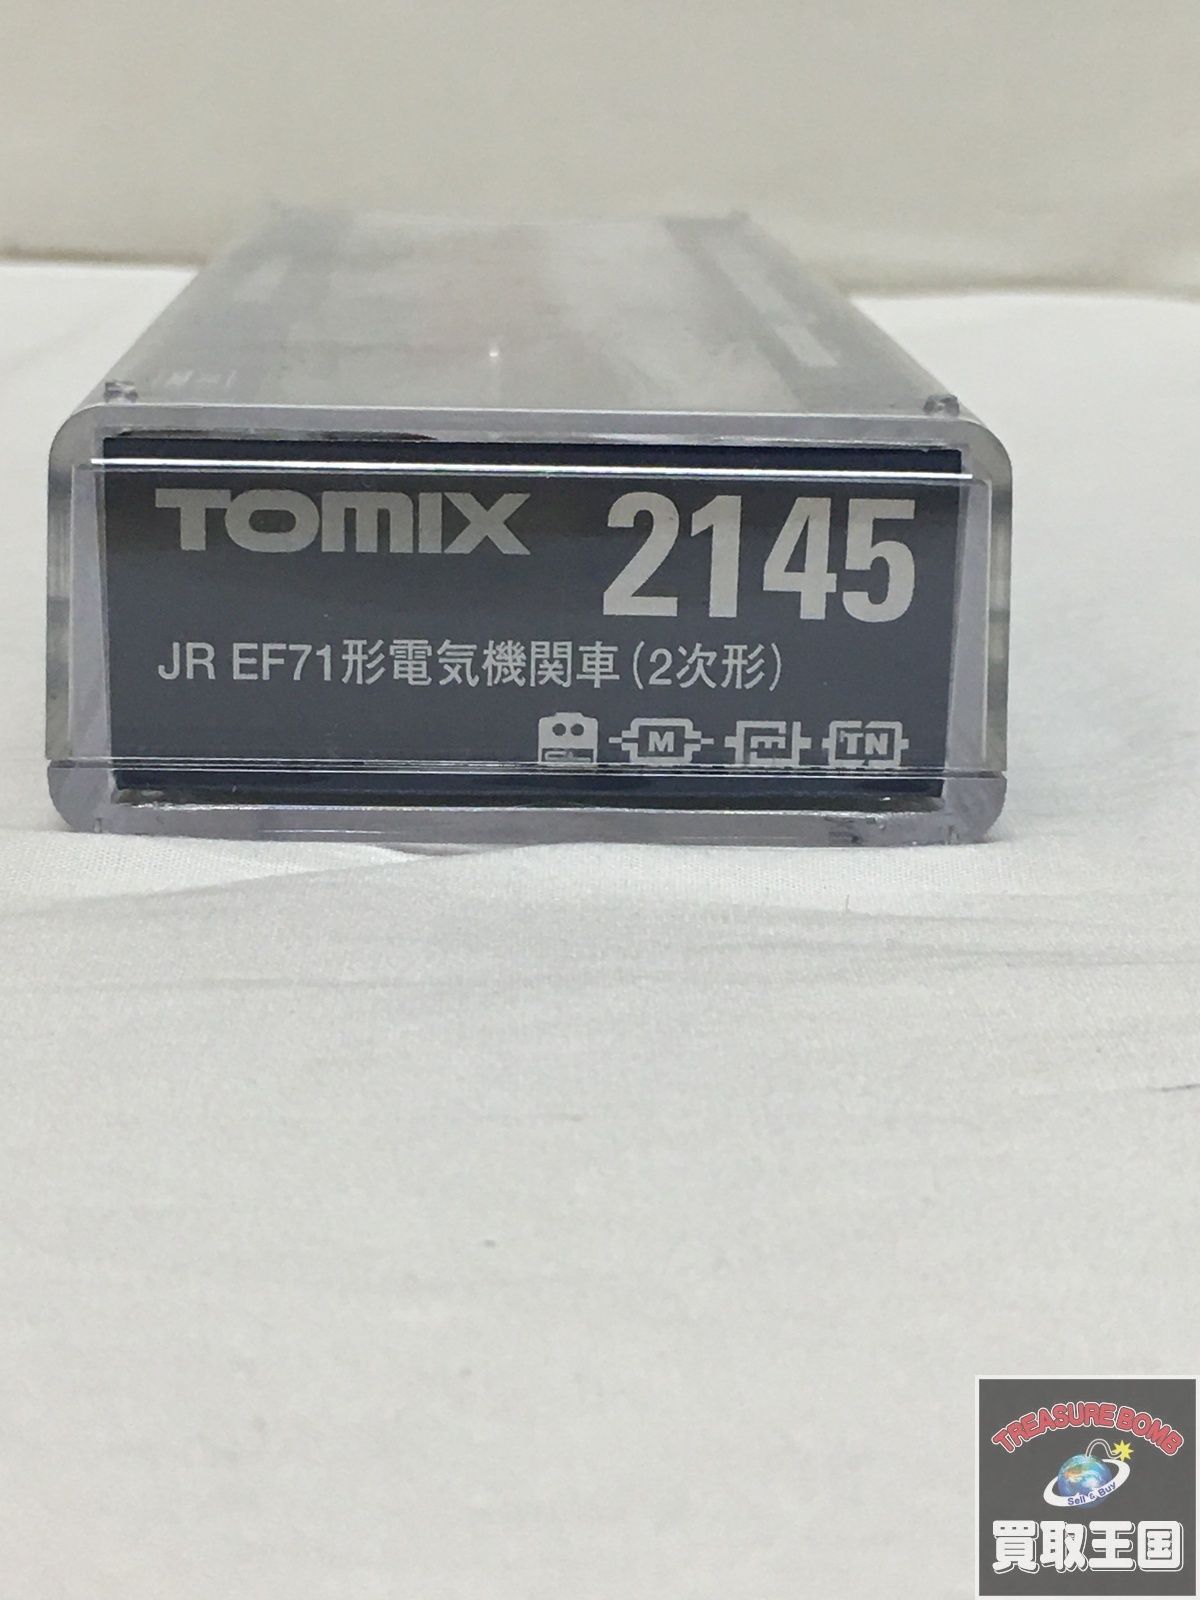 TOMIX 2145
JR EF71形電気機関車(2次形)
M
TN
TREASURE BOMB
Sell & Buy
買取王国